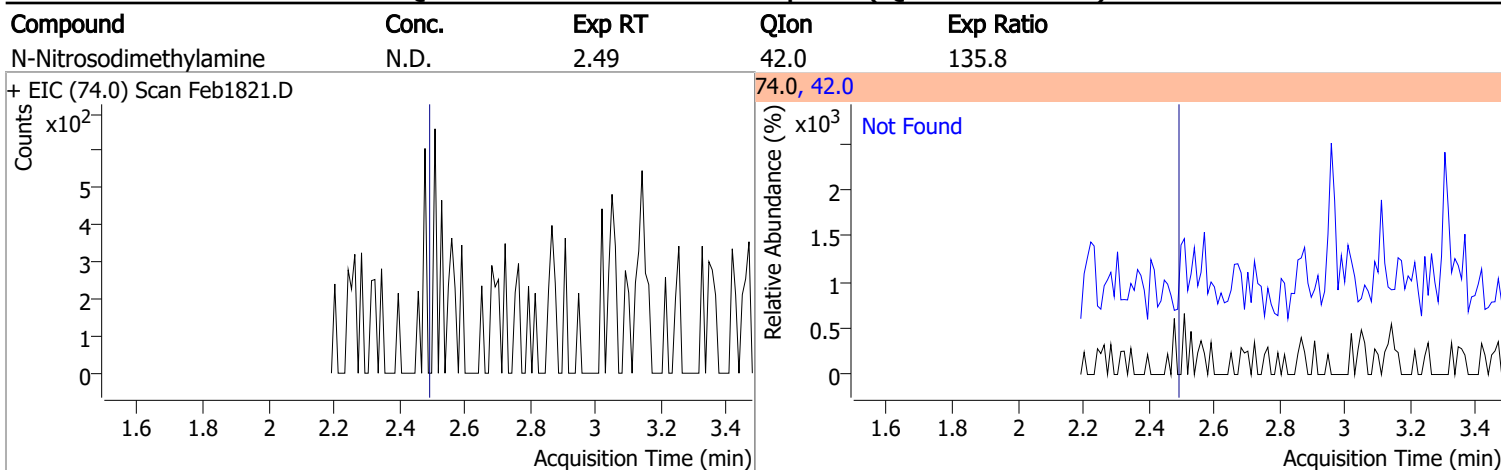 Compound Conc. Exp RT QIon Exp Ratio
N-Nitrosodimethylamine N.D. 2.49 42.0 135.8
+ EIC (74.0) Scan Feb1821.D
Counts
x10²
5
4
3
2
1
0
1.6 1.8 2 2.2 2.4 2.6 2.8 3 3.2 3.4
Acquisition Time (min)
74.0, 42.0
Relative Abundance (%)
x10³
Not Found
2
1.5
1
0.5
0
1.6 1.8 2 2.2 2.4 2.6 2.8 3 3.2 3.4
Acquisition Time (min)